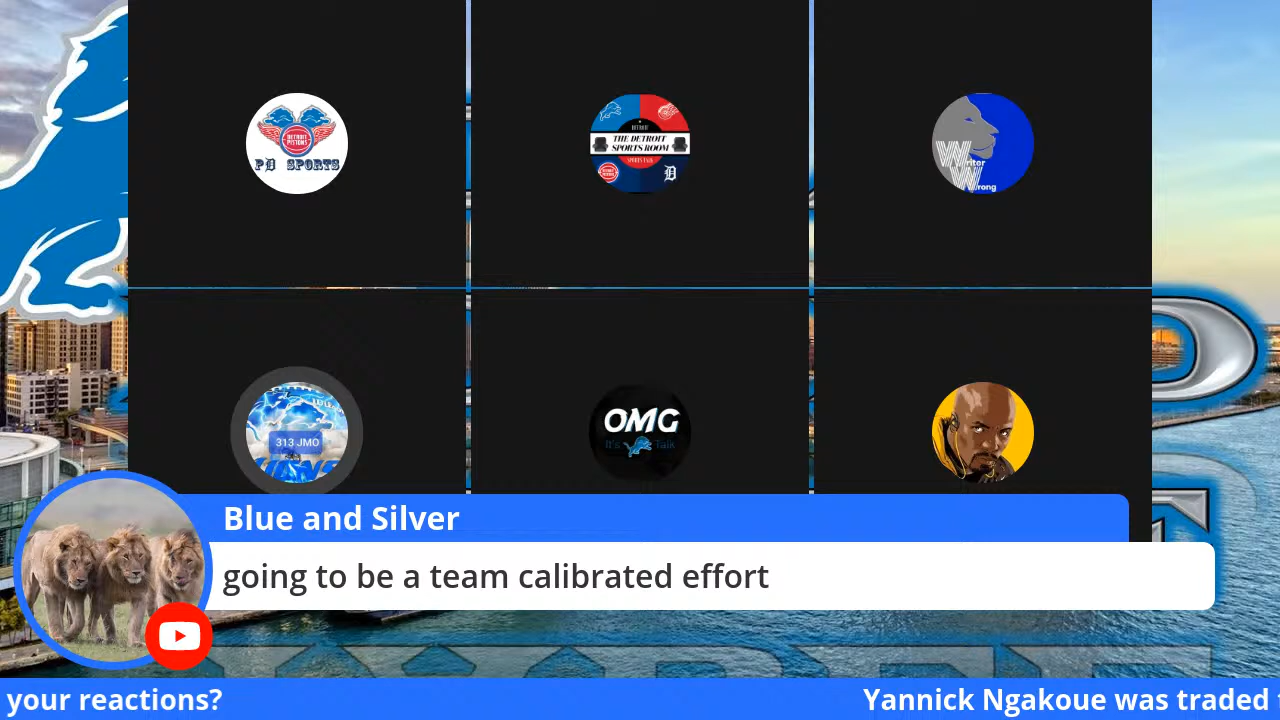 DETROIT
PISTONS
PD SPORTS
DETROIT
THE DETROIT
SPORTS ROOM
SPORTS TALK
D
Writer
Wrong
313 JMO
LIONS
OMG
It's Talk
Blue and Silver
going to be a team calibrated effort
your reactions?
Yannick Ngakoue was traded